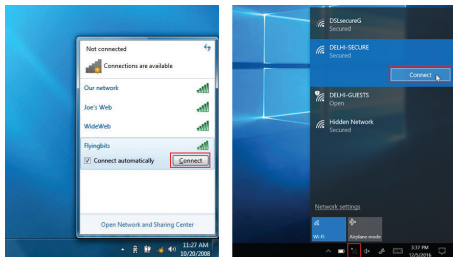 Not connected
Connections are available
Our network
Joe's Web
WideWeb
Flyingbits
Connect automatically
Connect
Open Network and Sharing Center
11:27 AM
10/20/2008
DSLsecureG
Secured
DELHI-SECURE
Secured
Connect
DELHI-GUESTS
Open
Hidden Network
Secured
Network settings
Wi-Fi
Airplane mode
3:37 PM
12/5/2016